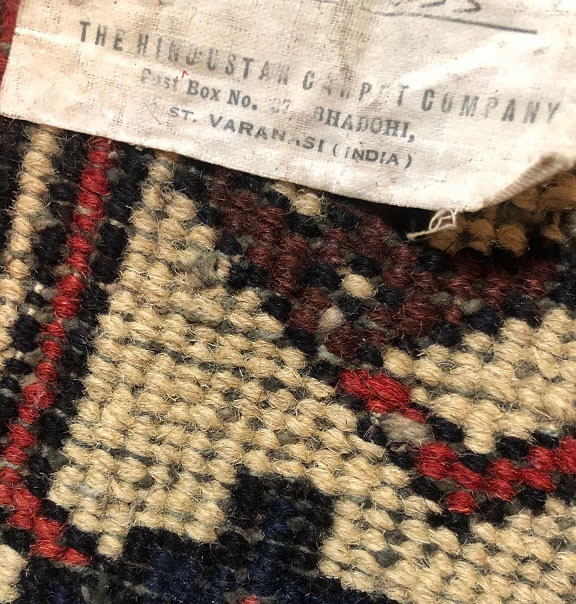 THE HINDUSTAN CARPET COMPANY
Post Box No. 37, BHADOHI,
ST. VARANASI (INDIA)